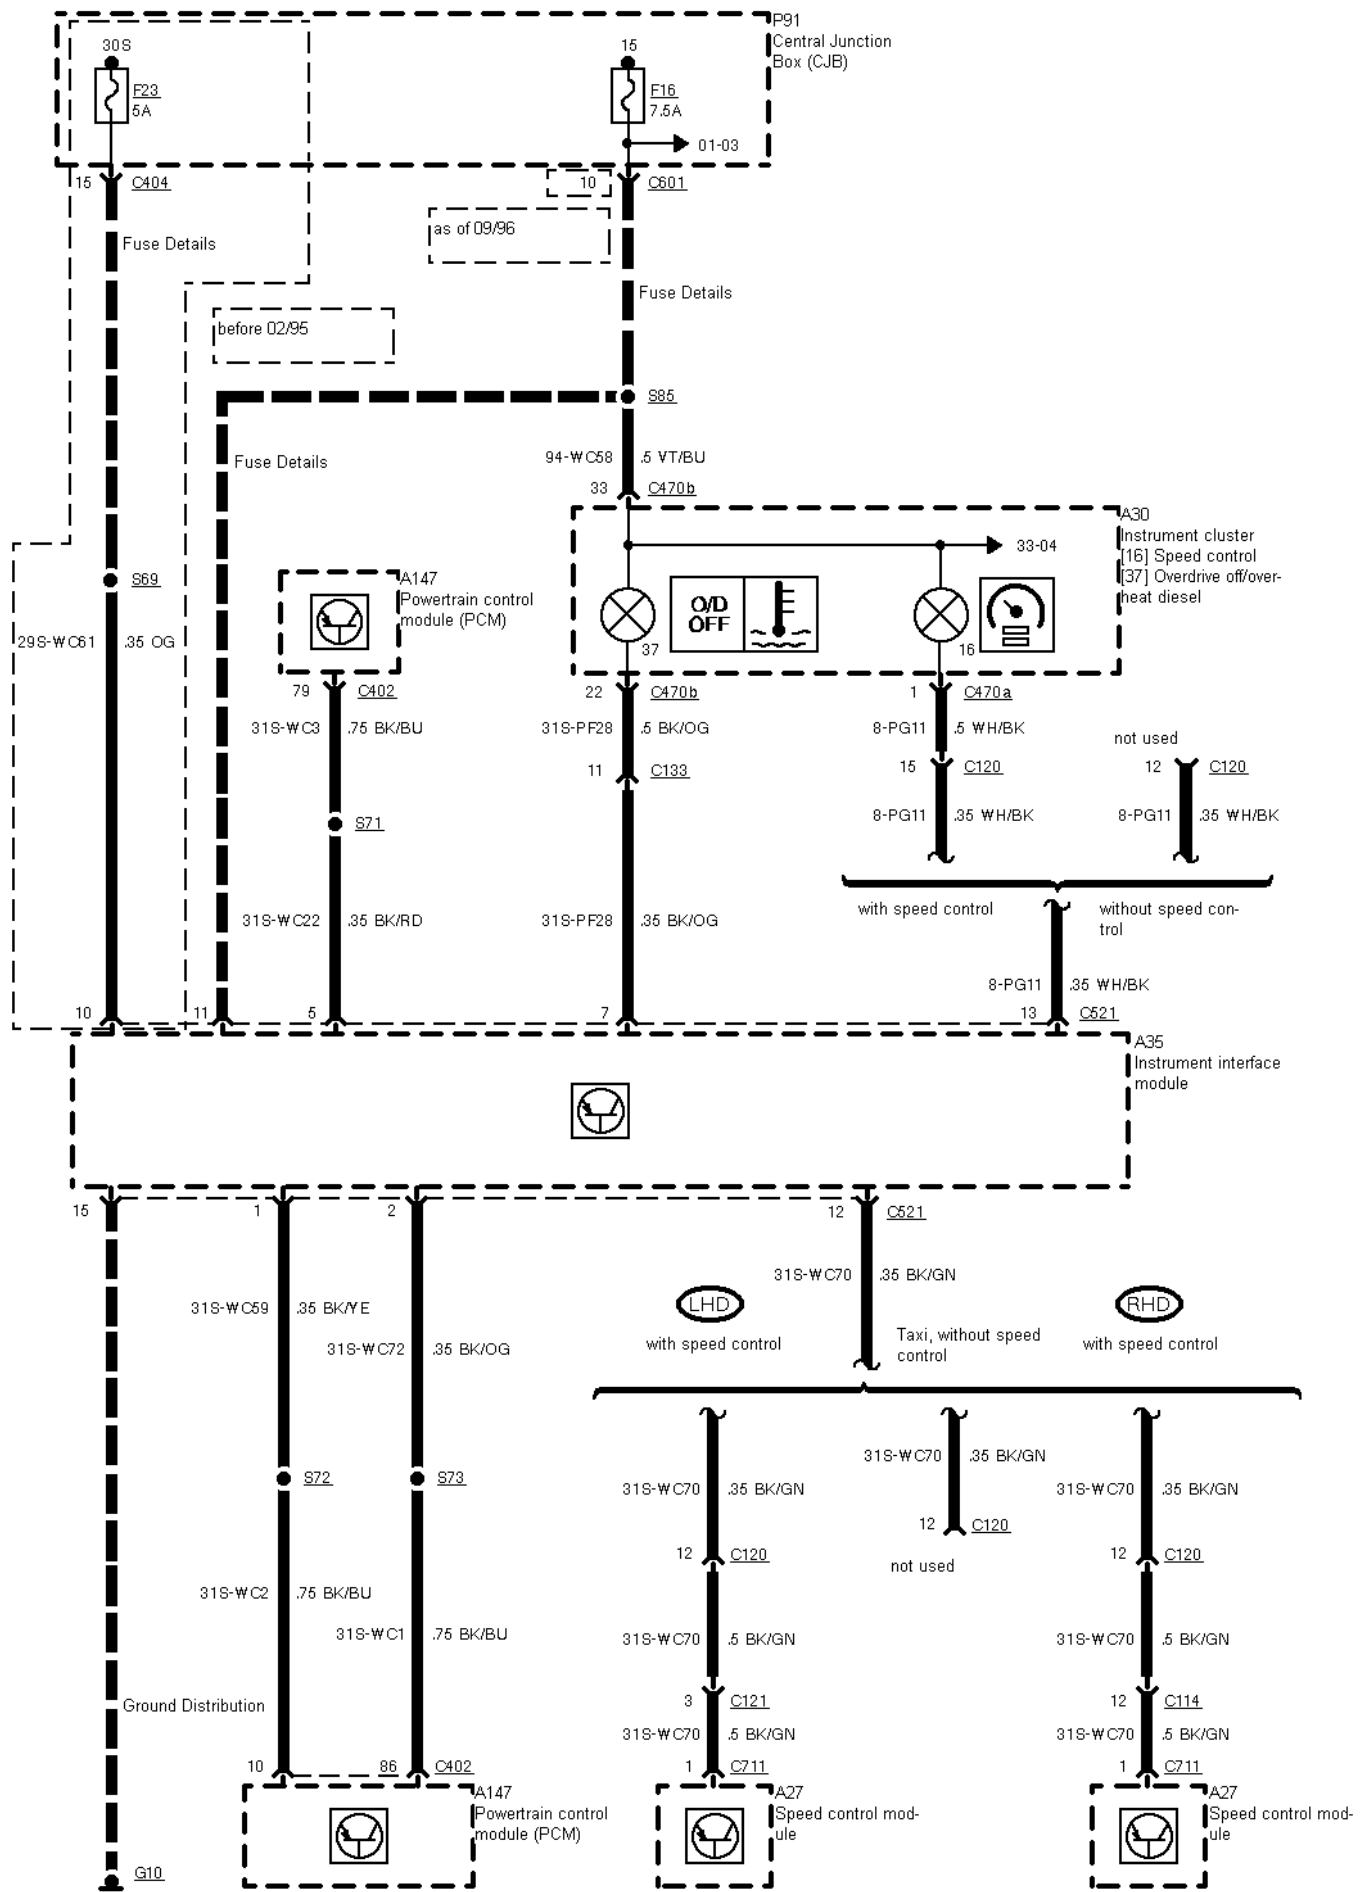 P91
Central Junction
Box (CJB)
30S
15
F23
5A
F16
7.5A
01-03
15
C404
10
C601
as of 09/96
Fuse Details
Fuse Details
before 02/95
S85
Fuse Details
94-WC58
.5 VT/BU
33
C470b
A30
Instrument cluster
[16] Speed control
[37] Overdrive off/over-
heat diesel
33-04
O/D
OFF
37
16
S69
29S-WC61
.35 OG
A147
Powertrain control
module (PCM)
79
C402
22
C470b
1
C470a
31S-WC3
.75 BK/BU
31S-PF28
.5 BK/OG
8-PG11
.5 WH/BK
not used
11
C133
15
C120
12
C120
8-PG11
.35 WH/BK
8-PG11
.35 WH/BK
S71
with speed control
without speed con-
trol
31S-WC22
.35 BK/RD
31S-PF28
.35 BK/OG
8-PG11
.35 WH/BK
10
11
5
7
13
C521
A35
Instrument interface
module
15
1
2
12
C521
31S-WC70
.35 BK/GN
31S-WC59
.35 BK/YE
LHD
with speed control
Taxi, without speed
control
RHD
with speed control
31S-WC72
.35 BK/OG
31S-WC70
.35 BK/GN
S72
S73
31S-WC70
.35 BK/GN
31S-WC70
.35 BK/GN
12
C120
not used
12
C120
12
C120
31S-WC2
.75 BK/BU
31S-WC1
.75 BK/BU
31S-WC70
.5 BK/GN
31S-WC70
.5 BK/GN
Ground Distribution
3
C121
12
C114
31S-WC70
.5 BK/GN
31S-WC70
.5 BK/GN
10
86
C402
1
C711
1
C711
A147
Powertrain control
module (PCM)
A27
Speed control mod-
ule
A27
Speed control mod-
ule
G10